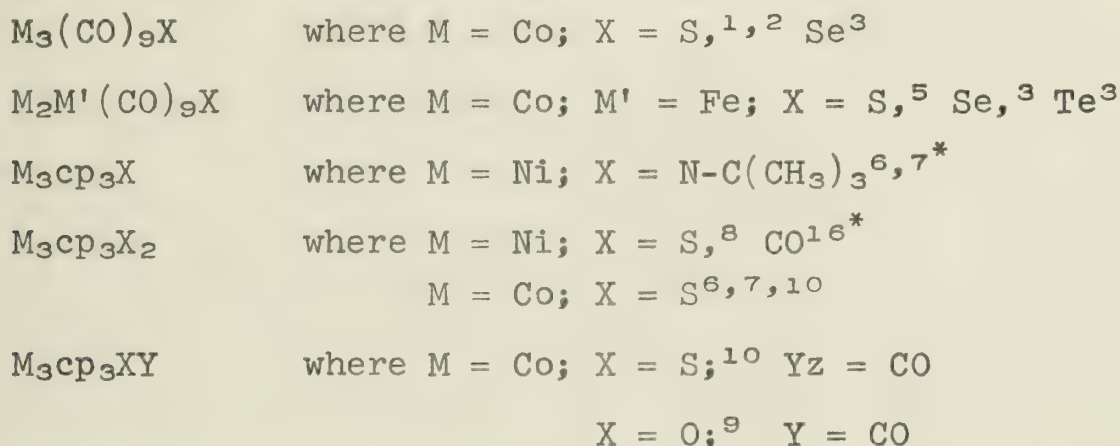 M₃(CO)₉X where M = Co; X = S,¹,² Se³
M₂M'(CO)₉X where M = Co; M' = Fe; X = S,⁵ Se,³ Te³
M₃cp₃X where M = Ni; X = N-C(CH₃)₃⁶,⁷*
M₃cp₃X₂ where M = Ni; X = S,⁸ CO¹⁶*
M = Co; X = S⁶,⁷,¹⁰
M₃cp₃XY where M = Co; X = S;¹⁰ Yz = CO
X = O;⁹ Y = CO